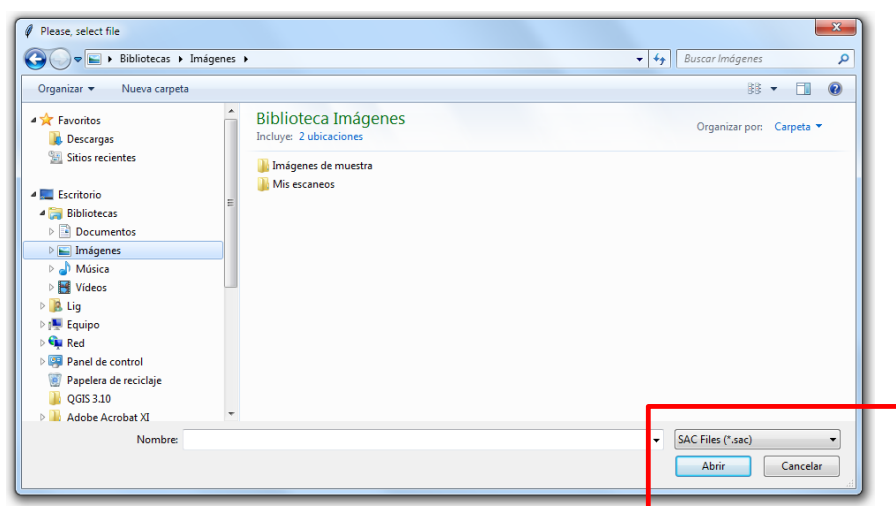 Please, select file
Bibliotecas Imágenes
Buscar Imágenes
Organizar Nueva carpeta
Favoritos
Descargas
Sitios recientes
Escritorio
Bibliotecas
Documentos
Imágenes
Música
Vídeos
Lig
Equipo
Red
Panel de control
Papelera de reciclaje
QGIS 3.10
Adobe Acrobat XI
Biblioteca Imágenes
Incluye: 2 ubicaciones
Organizar por: Carpeta
Imágenes de muestra
Mis escaneos
Nombre:
SAC Files (*.sac)
Abrir Cancelar